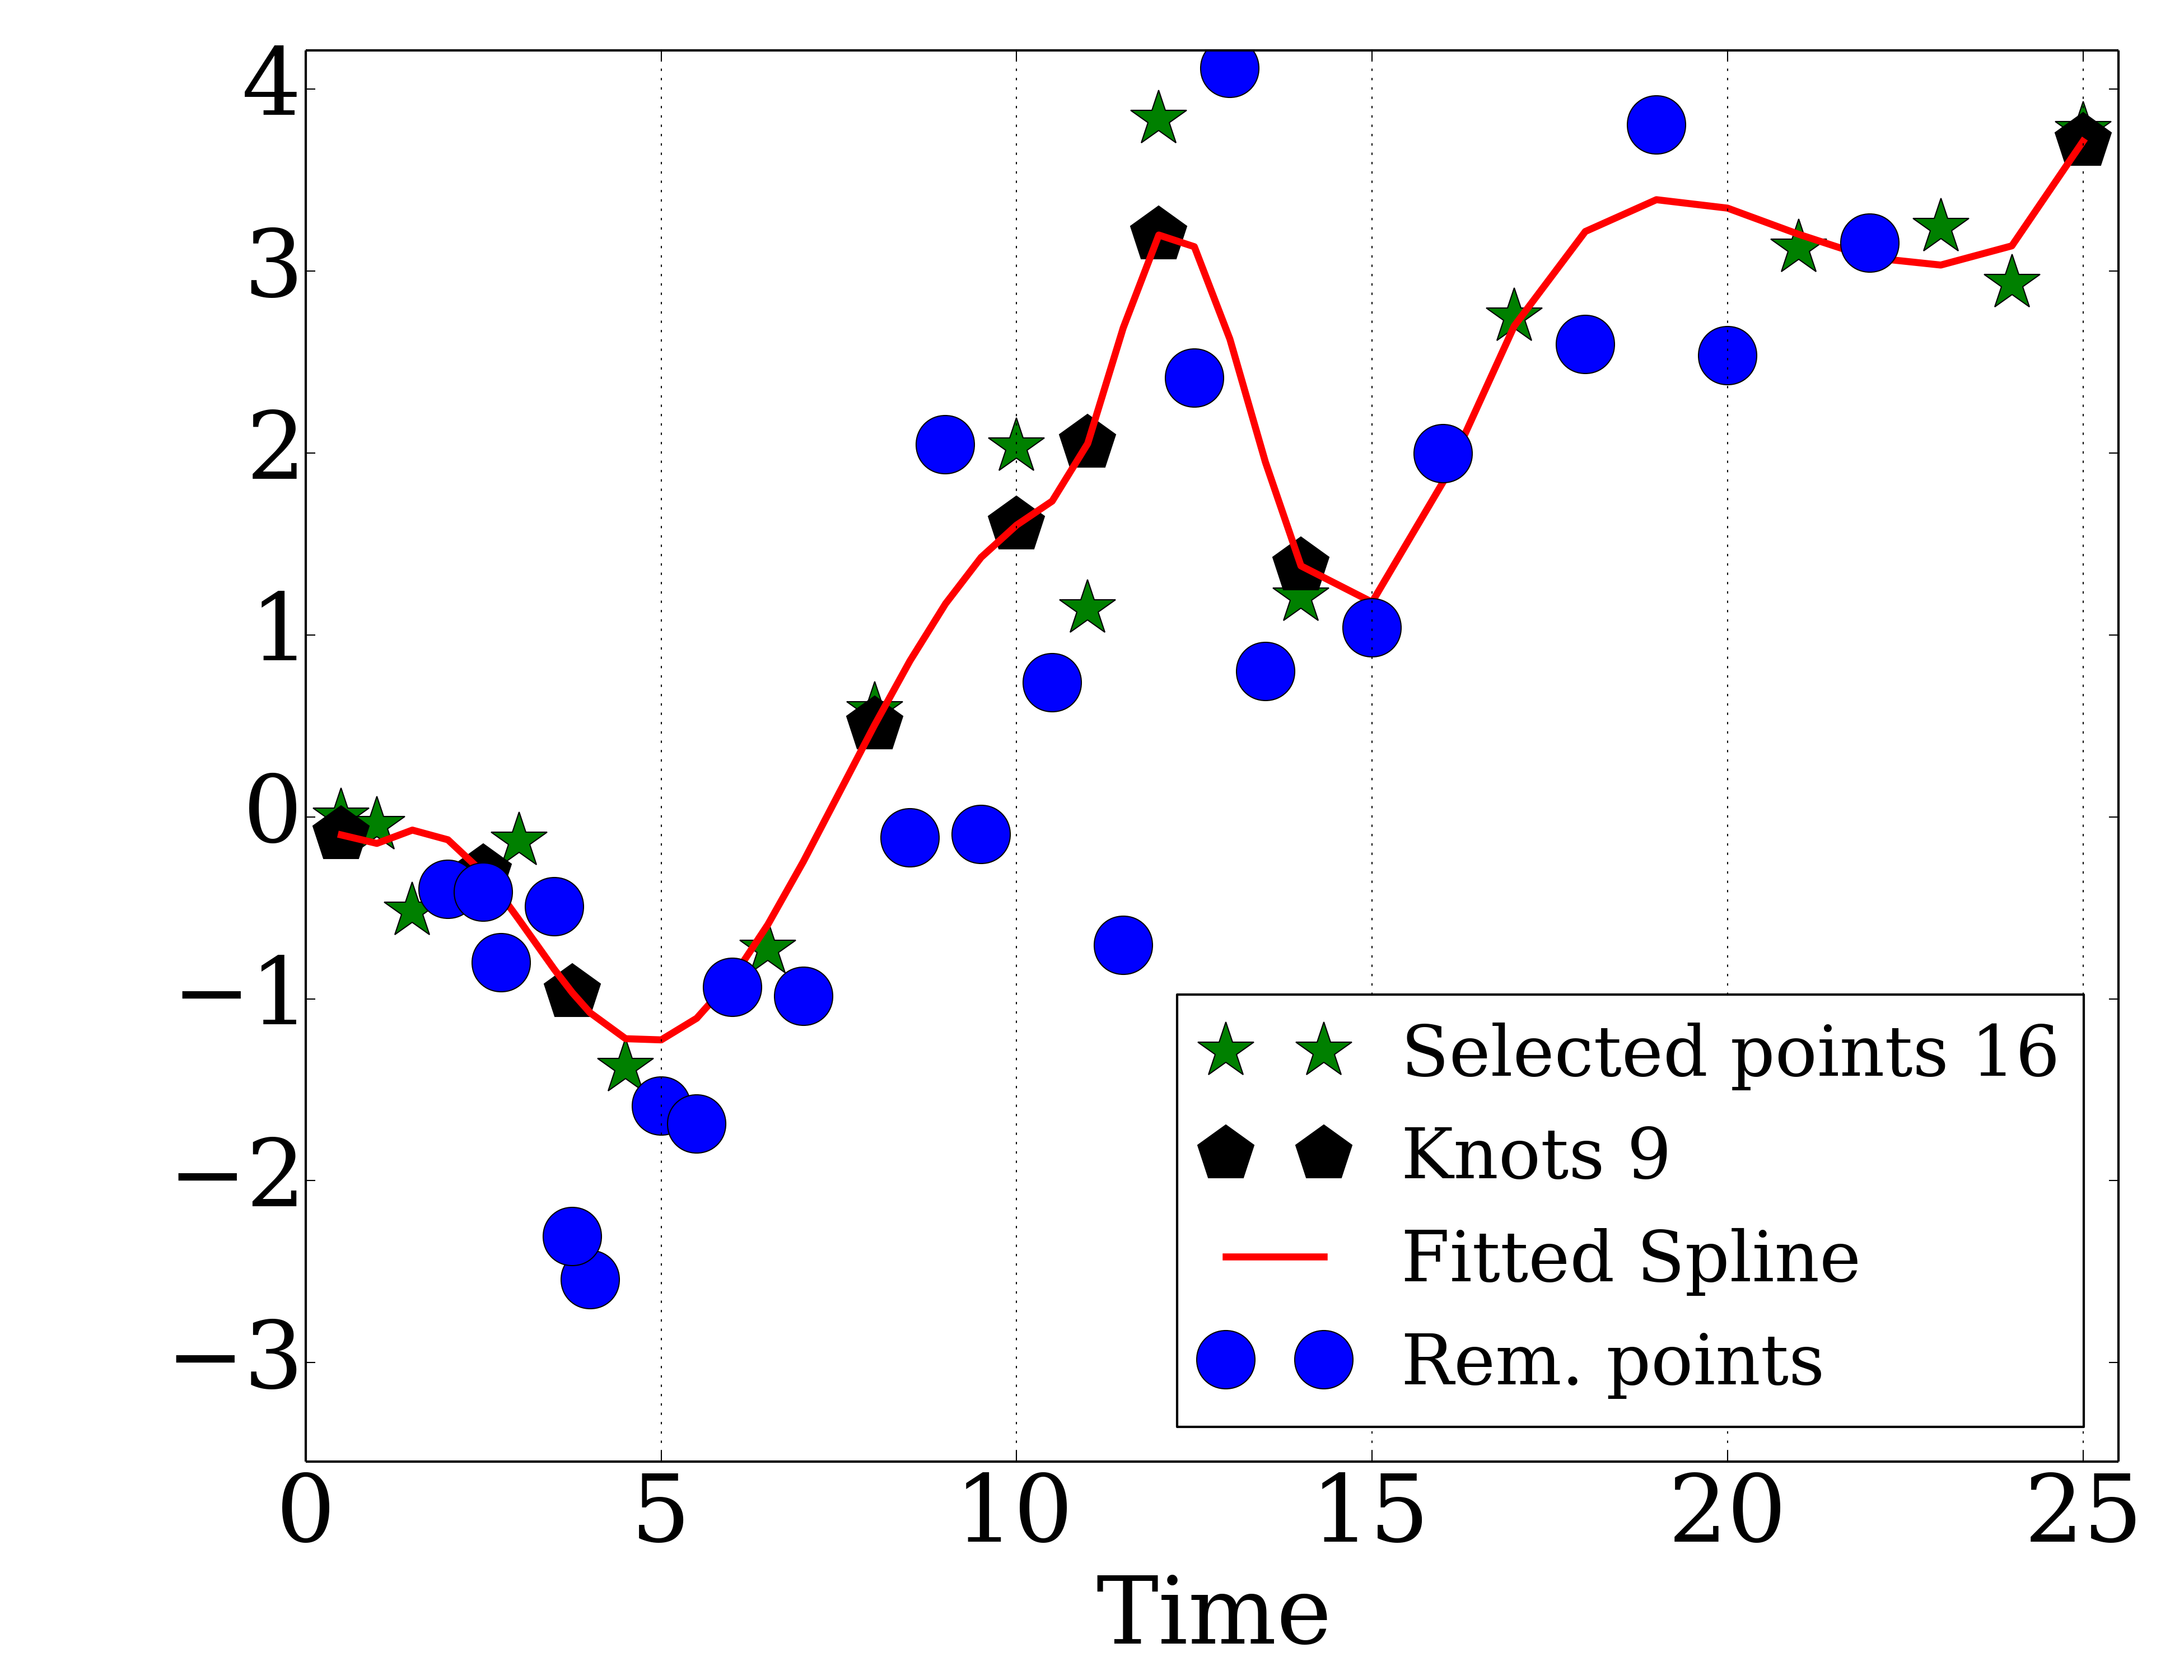 4
3
2
1
0
−1
−2
−3
0 5 10 15 20 25
Time
Selected points 16
Knots 9
Fitted Spline
Rem. points